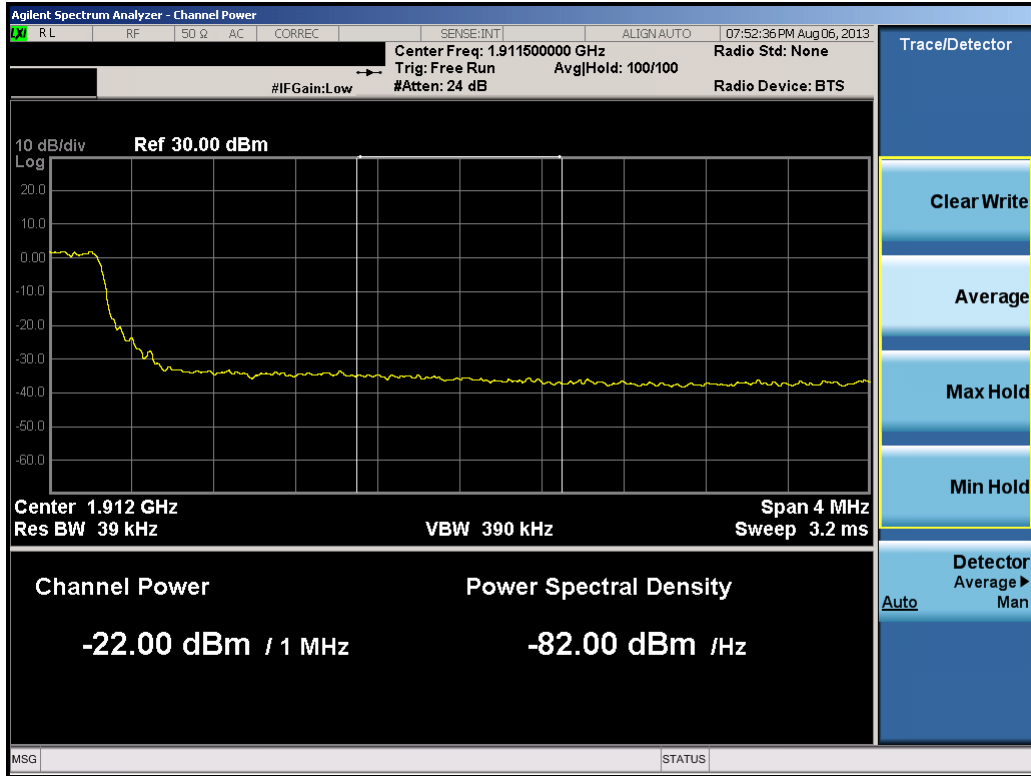 Agilent Spectrum Analyzer - Channel Power
LXI RL RF 50 Ω AC CORREC SENSE:INT ALIGN AUTO 07:52:36 PM Aug 06, 2013
Center Freq: 1.911500000 GHz Radio Std: None
Trig: Free Run Avg|Hold: 100/100
#IFGain:Low #Atten: 24 dB Radio Device: BTS
10 dB/div Ref 30.00 dBm
Log
20.0
10.0
0.00
-10.0
-20.0
-30.0
-40.0
-50.0
-60.0
Center 1.912 GHz Span 4 MHz
Res BW 39 kHz VBW 390 kHz Sweep 3.2 ms
Channel Power Power Spectral Density
-22.00 dBm / 1 MHz -82.00 dBm /Hz
MSG STATUS
Trace/Detector
Clear Write
Average
Max Hold
Min Hold
Detector
Average▶
Auto Man